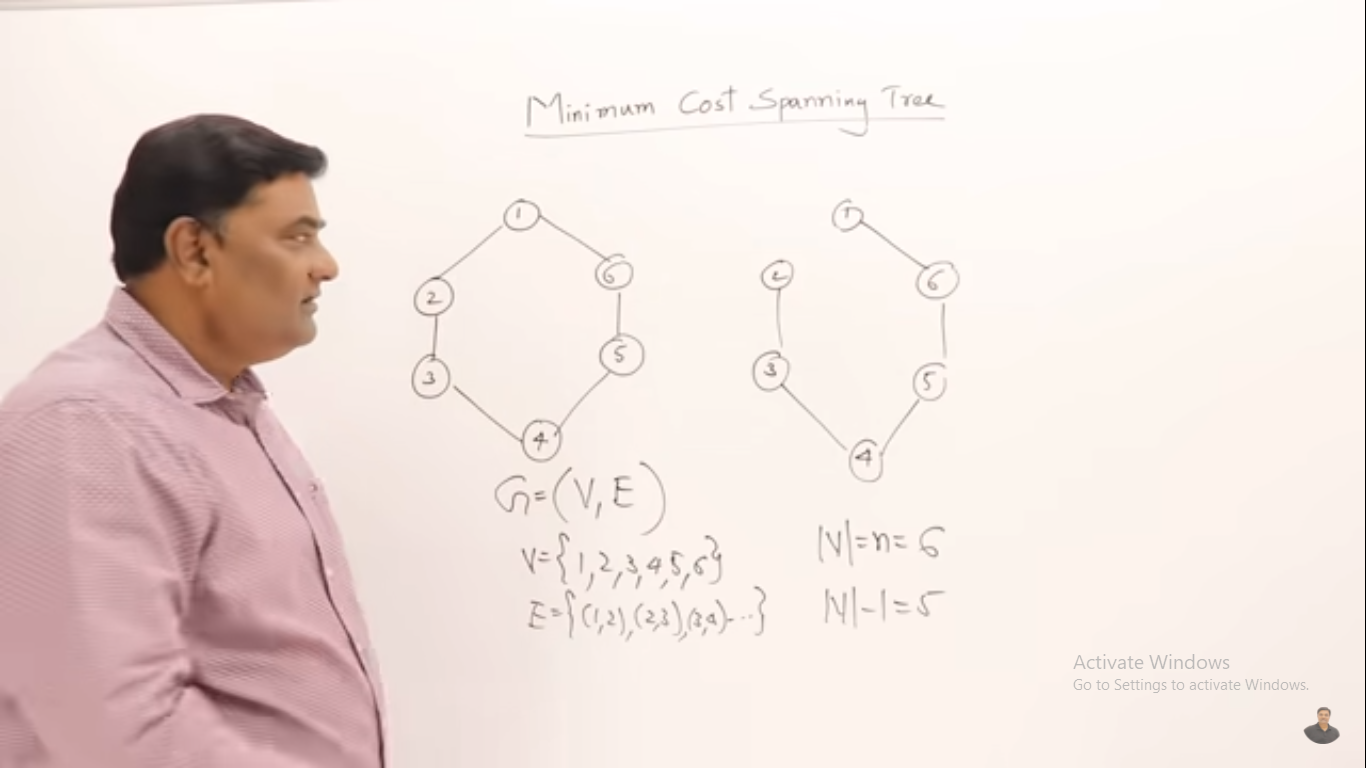 Minimum Cost Spanning Tree
1
2
6
3
5
4
1
2
6
3
5
4
G=(V,E)
V={1,2,3,4,5,6}
E={(1,2),(2,3),(3,4)-...}
|V|=n=6
|V|-1=5
Activate Windows
Go to Settings to activate Windows.